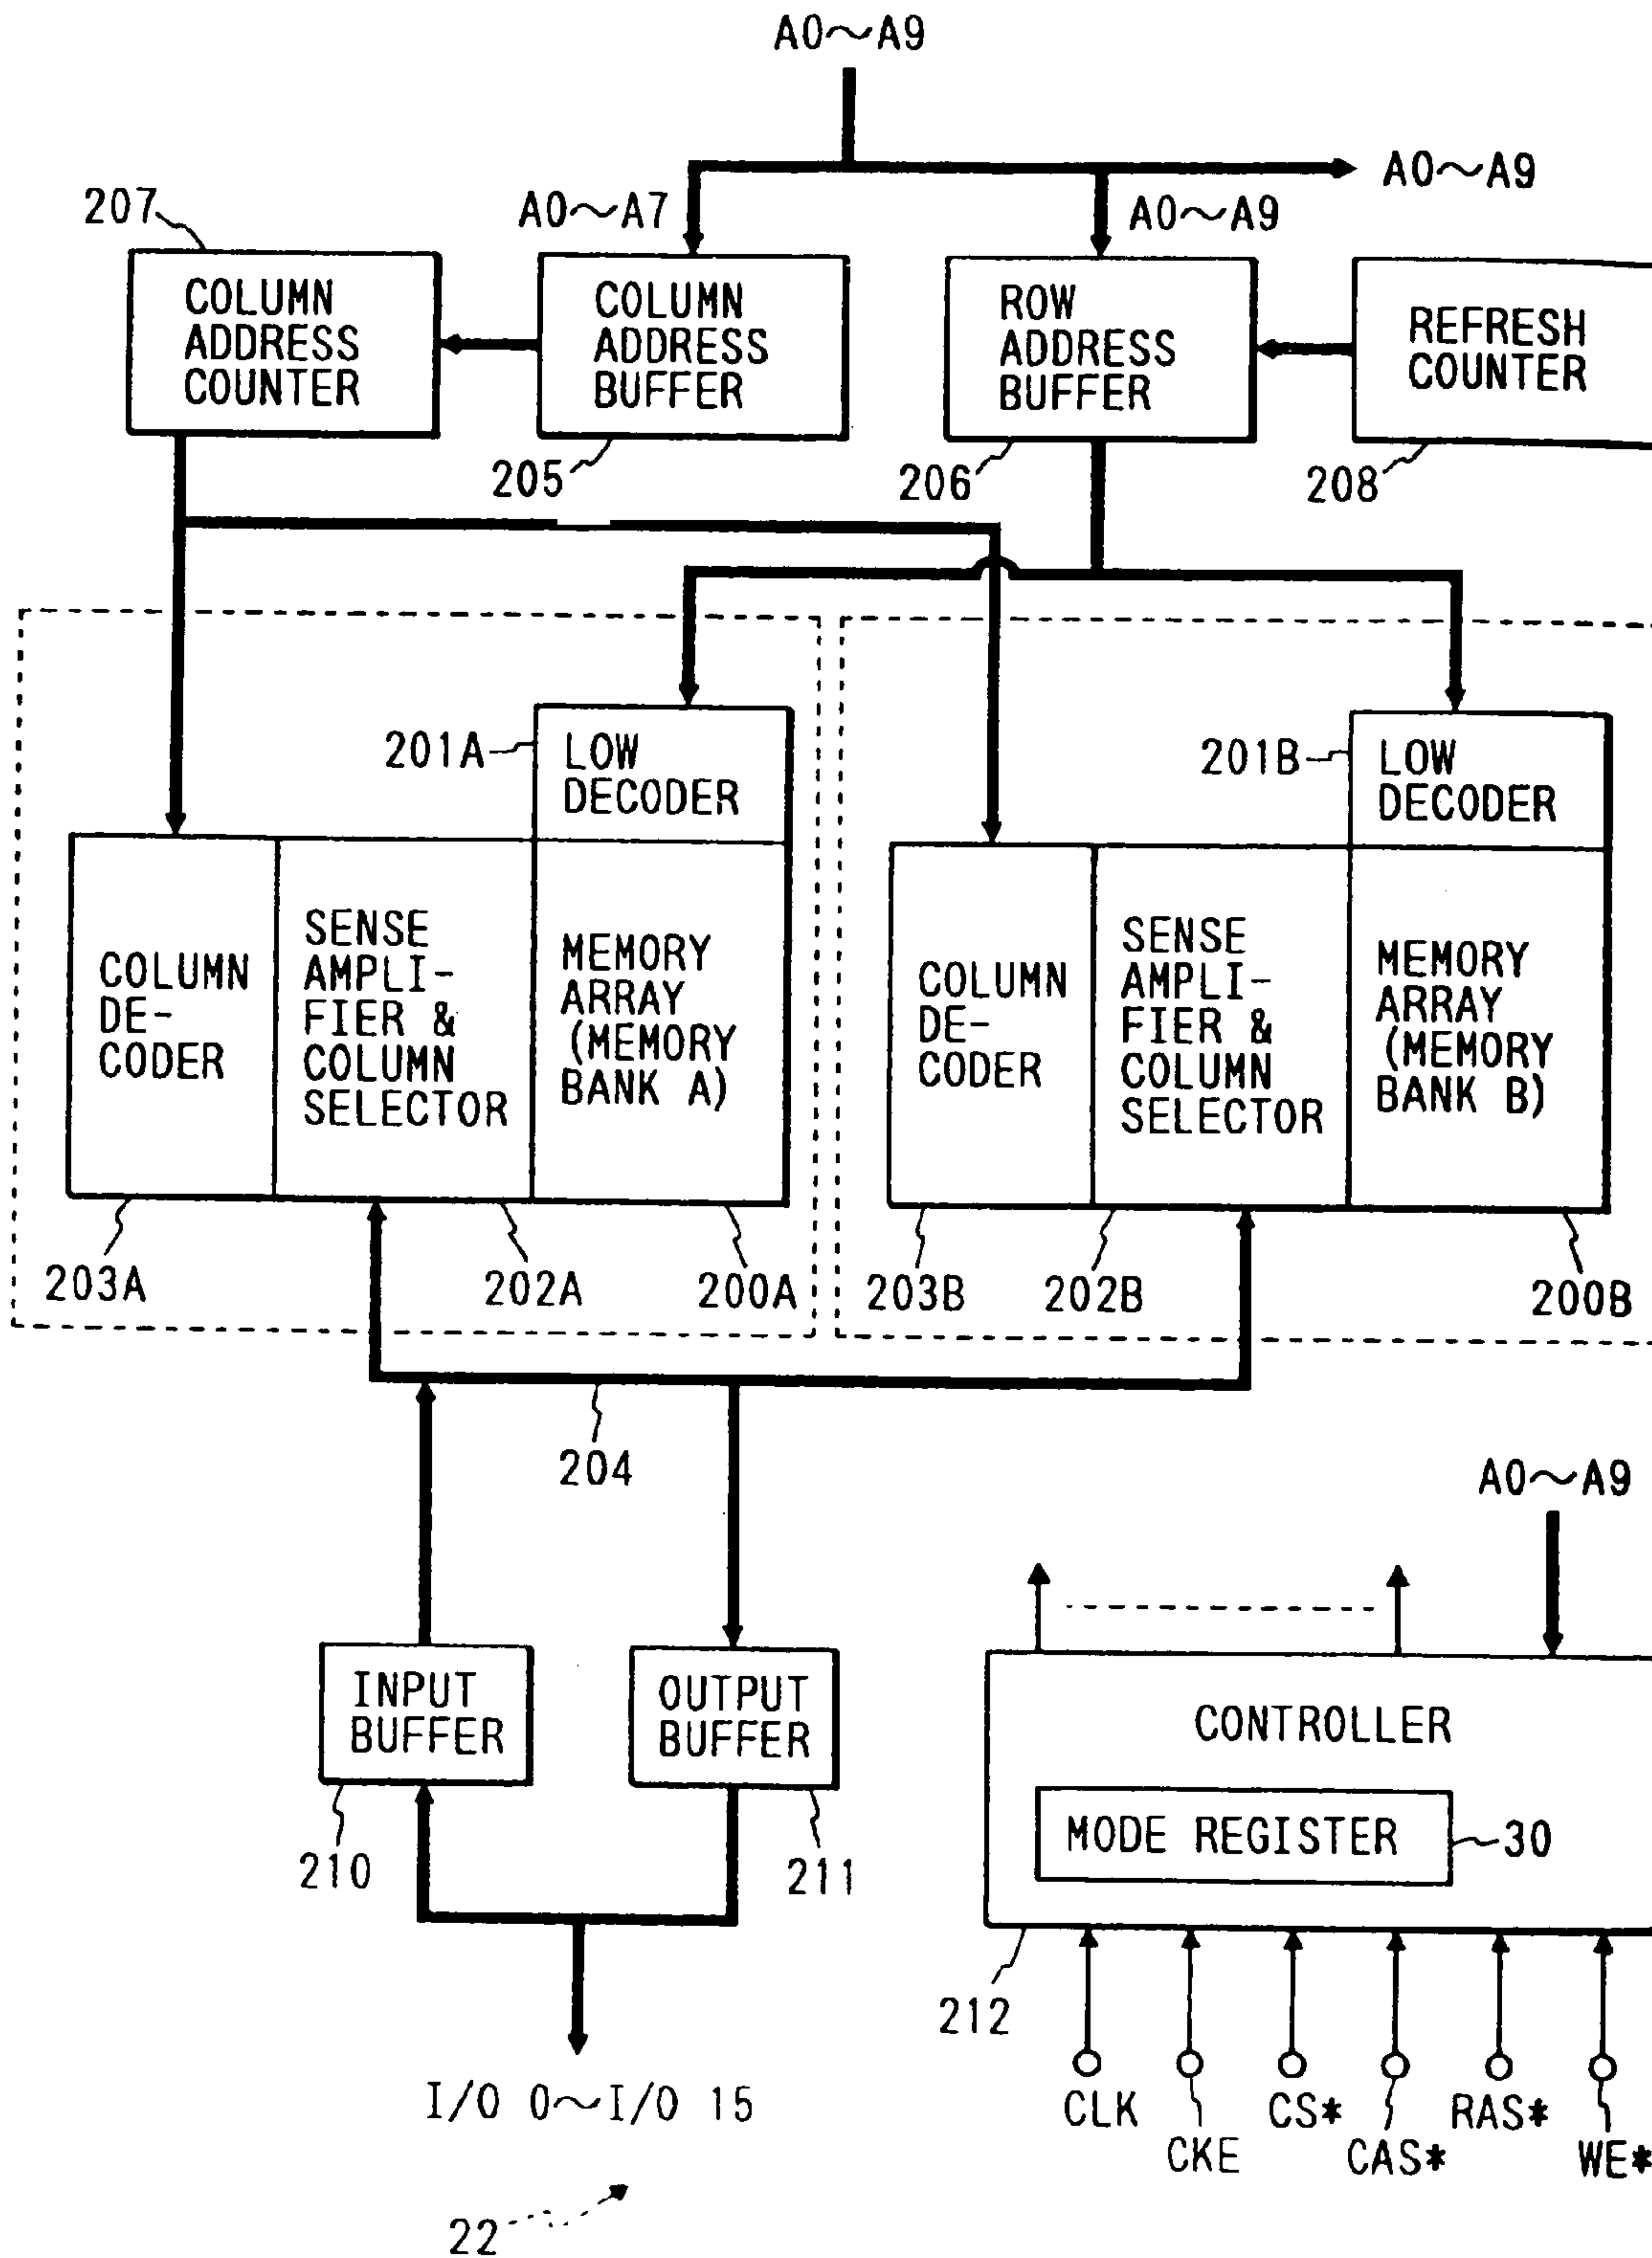 A0~A9
A0~A9
207
A0~A7
A0~A9
COLUMN
ADDRESS
COUNTER
COLUMN
ADDRESS
BUFFER
ROW
ADDRESS
BUFFER
REFRESH
COUNTER
205
206
208
201A
LOW
DECODER
201B
LOW
DECODER
COLUMN
DE-
CODER
SENSE
AMPLI-
FIER &
COLUMN
SELECTOR
MEMORY
ARRAY
(MEMORY
BANK A)
COLUMN
DE-
CODER
SENSE
AMPLI-
FIER &
COLUMN
SELECTOR
MEMORY
ARRAY
(MEMORY
BANK B)
203A
202A
200A
203B
202B
200B
204
A0~A9
INPUT
BUFFER
OUTPUT
BUFFER
CONTROLLER
MODE REGISTER
30
210
211
212
I/O 0~I/O 15
CLK
CKE
CS*
CAS*
RAS*
WE*
22